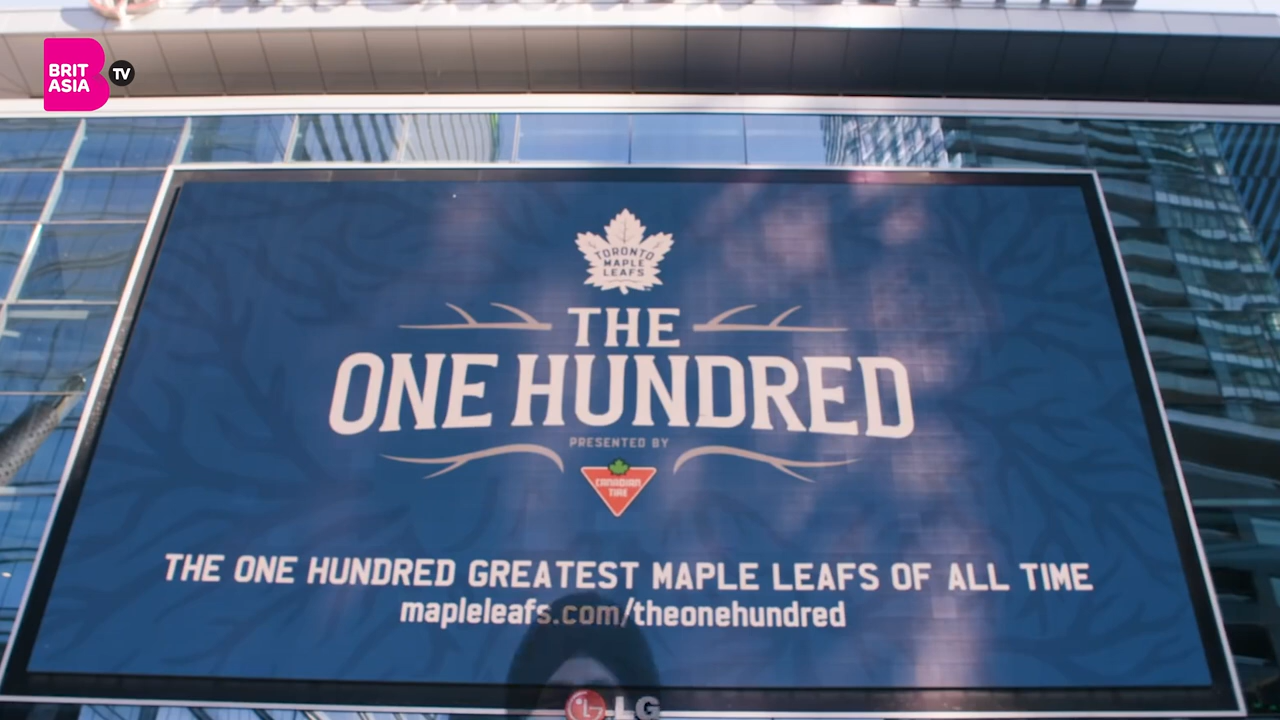 BRIT
ASIA
TV
TORONTO
MAPLE
LEAFS
THE
ONE HUNDRED
PRESENTED BY
CANADIAN
TIRE
THE ONE HUNDRED GREATEST MAPLE LEAFS OF ALL TIME
mapleleafs.com/theonehundred
LG
LG